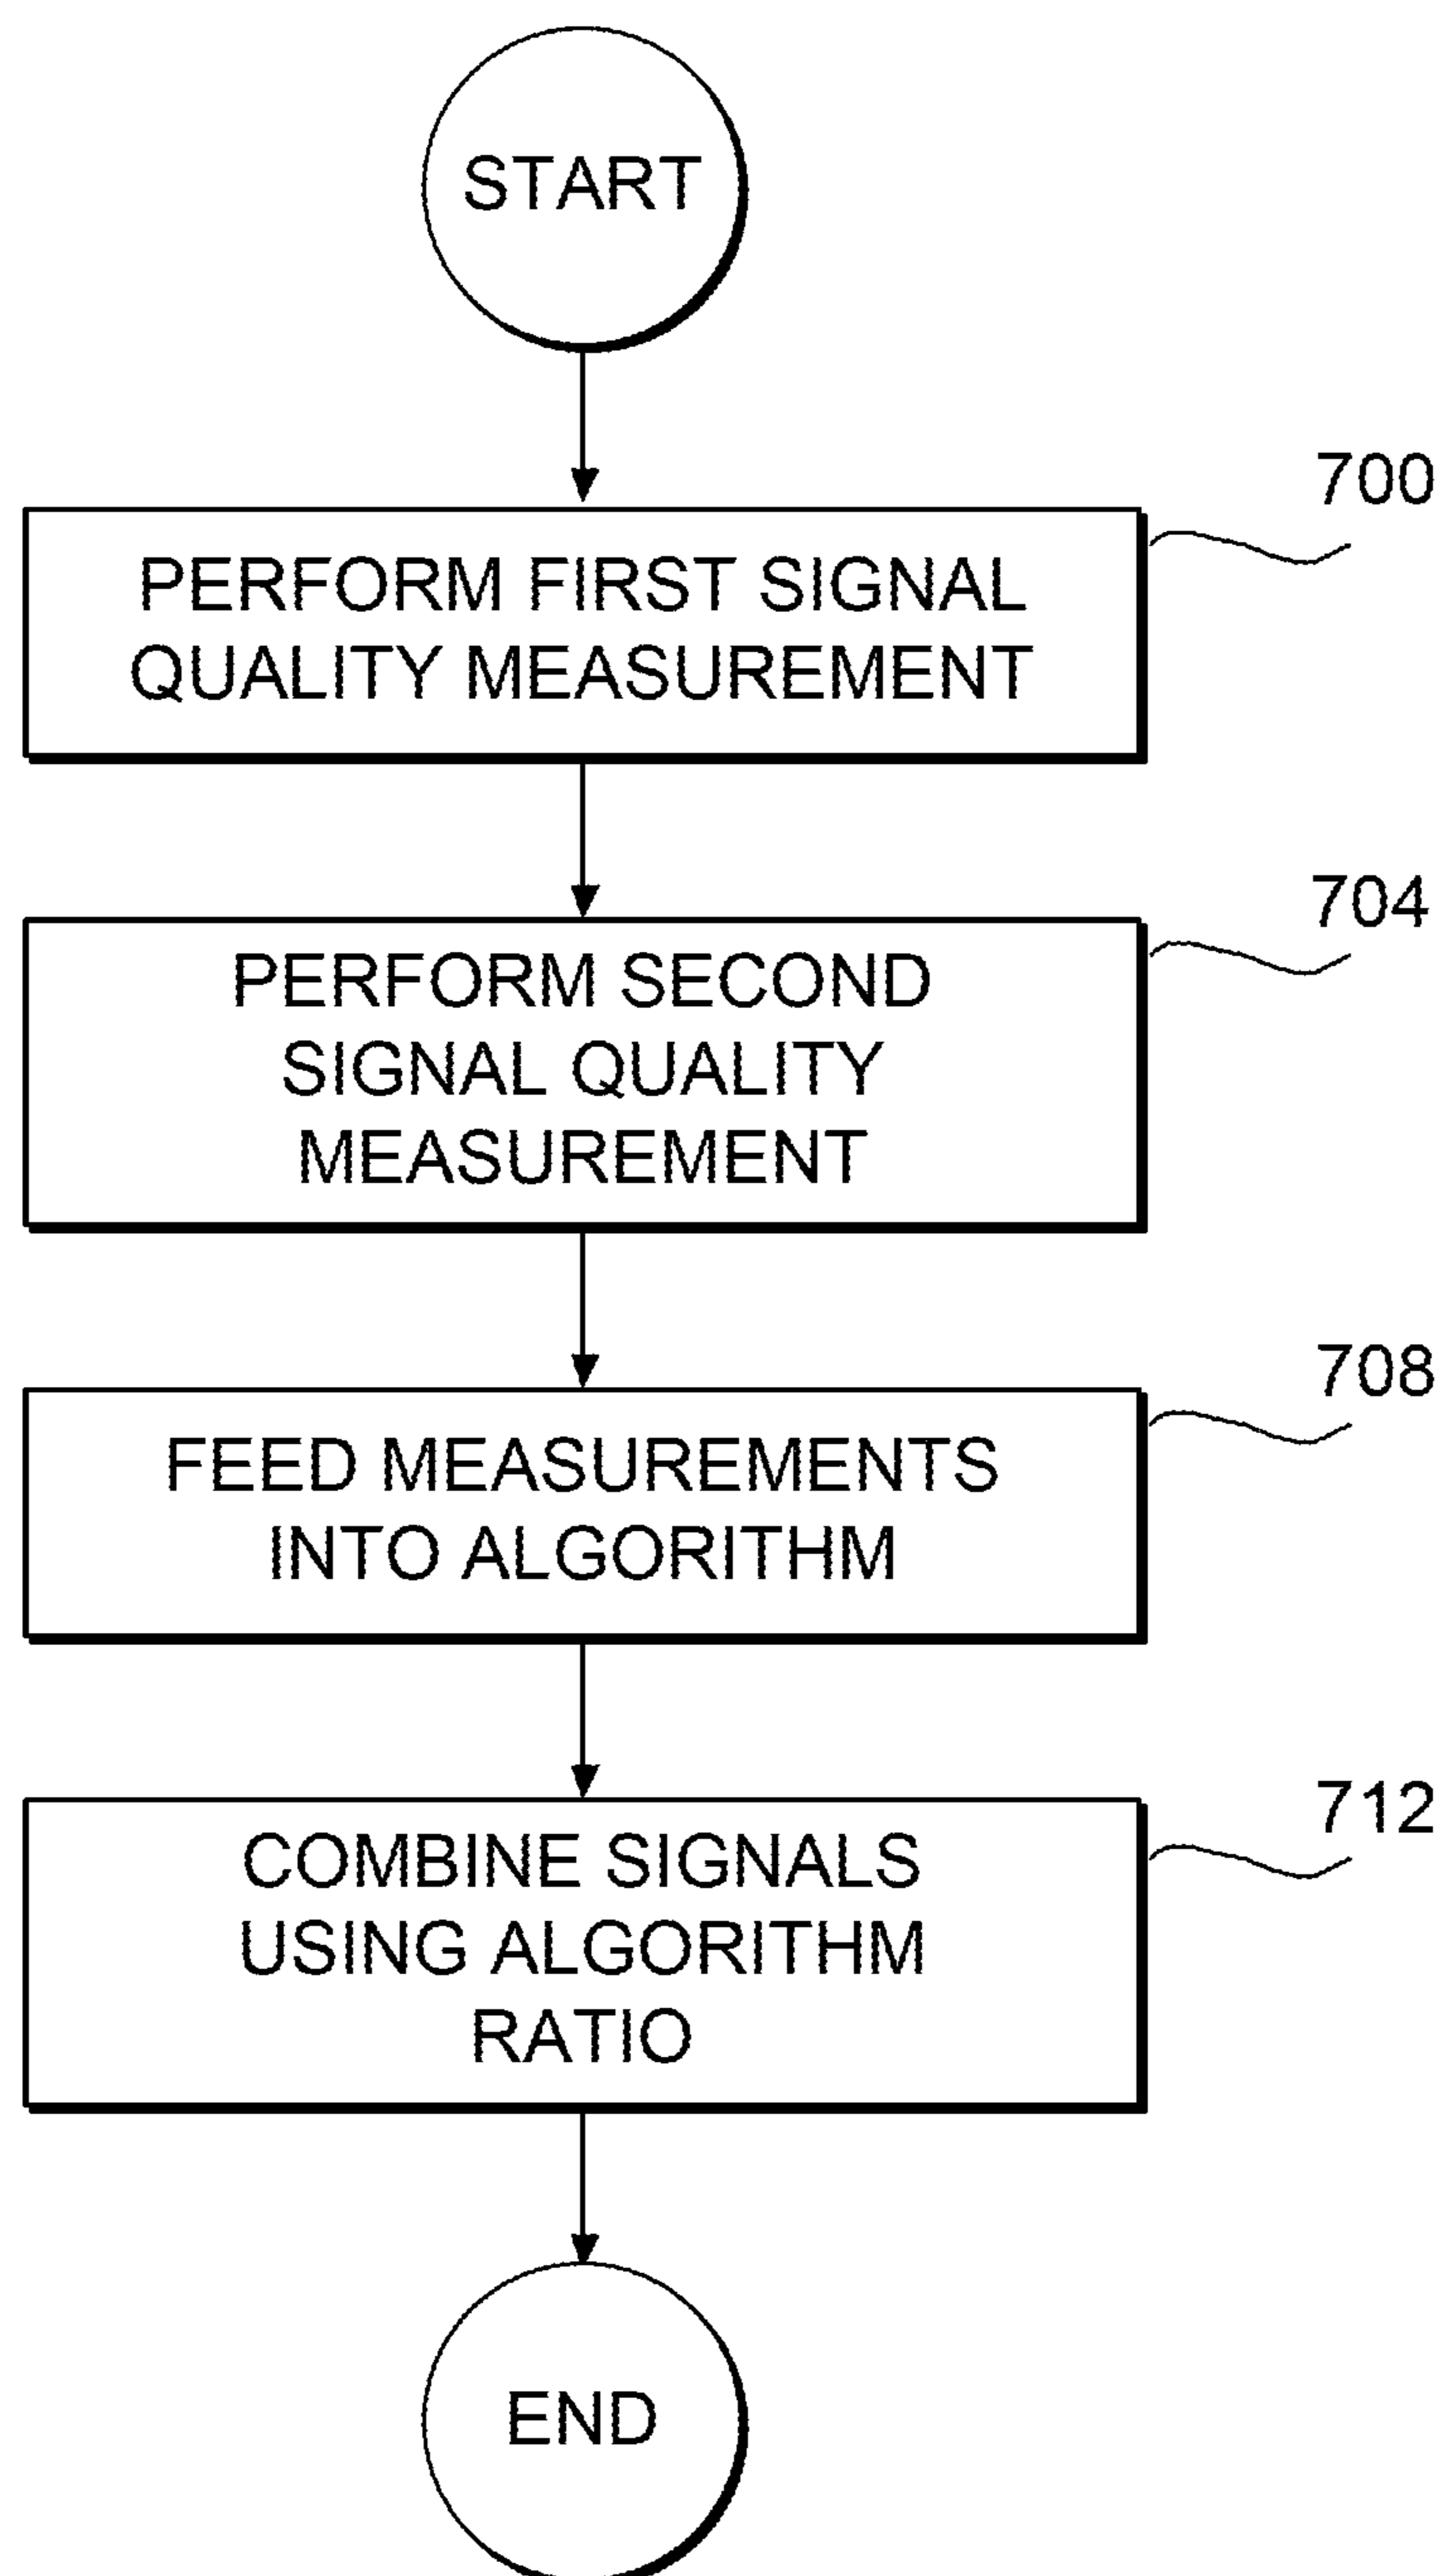 START
700
PERFORM FIRST SIGNAL
QUALITY MEASUREMENT
704
PERFORM SECOND
SIGNAL QUALITY
MEASUREMENT
708
FEED MEASUREMENTS
INTO ALGORITHM
712
COMBINE SIGNALS
USING ALGORITHM
RATIO
END